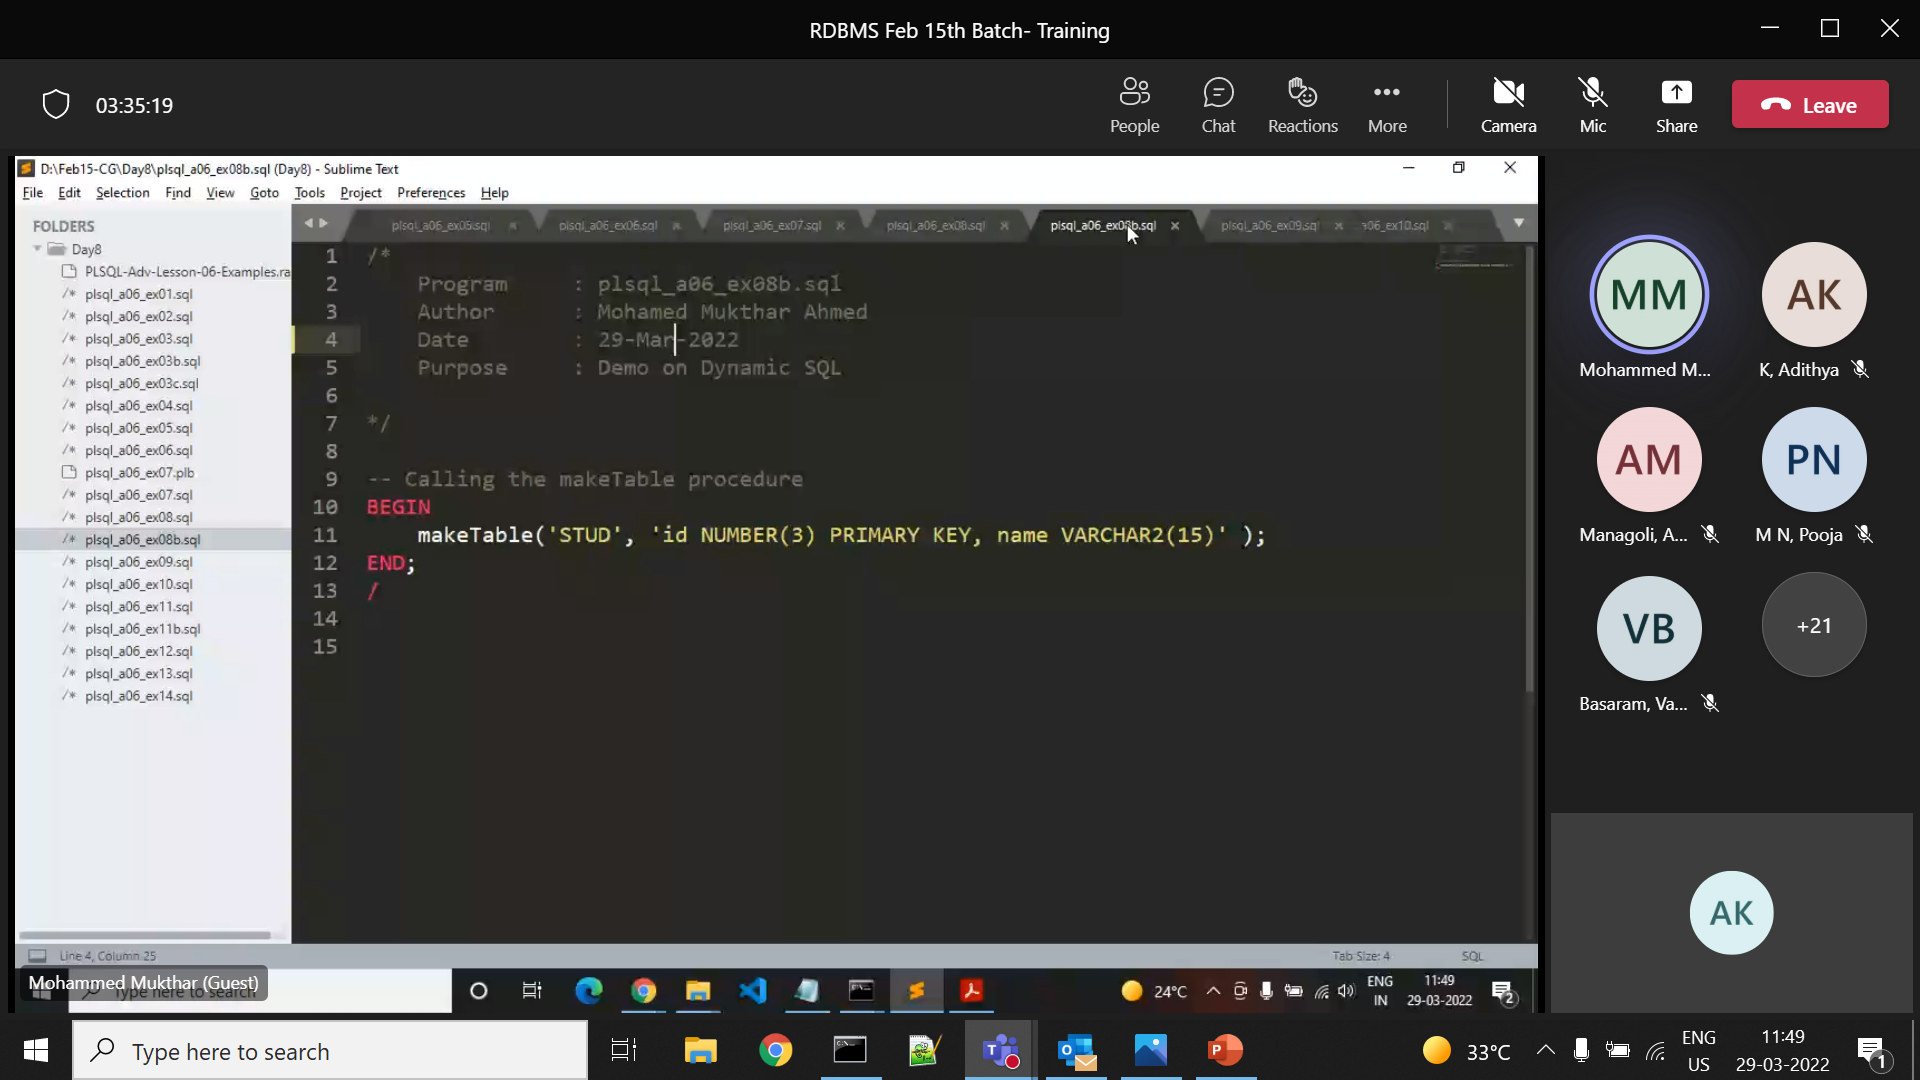 RDBMS Feb 15th Batch- Training
03:35:19
People
Chat
Reactions
More
Camera
Mic
Share
Leave
D:\Feb15-CG\Day8\plsql_a06_ex08b.sql (Day8) - Sublime Text
File Edit Selection Find View Goto Tools Project Preferences Help
FOLDERS
Day8
PLSQL-Adv-Lesson-06-Examples.ra
/* plsql_a06_ex01.sql
/* plsql_a06_ex02.sql
/* plsql_a06_ex03.sql
/* plsql_a06_ex03b.sql
/* plsql_a06_ex03c.sql
/* plsql_a06_ex04.sql
/* plsql_a06_ex05.sql
/* plsql_a06_ex06.sql
plsql_a06_ex07.plb
/* plsql_a06_ex07.sql
/* plsql_a06_ex08.sql
/* plsql_a06_ex08b.sql
/* plsql_a06_ex09.sql
/* plsql_a06_ex10.sql
/* plsql_a06_ex11.sql
/* plsql_a06_ex11b.sql
/* plsql_a06_ex12.sql
/* plsql_a06_ex13.sql
/* plsql_a06_ex14.sql
plsql_a06_ex05.sql plsql_a06_ex06.sql plsql_a06_ex07.sql plsql_a06_ex08.sql plsql_a06_ex08b.sql plsql_a06_ex09.sql a06_ex10.sql
1 /*
2 Program : plsql_a06_ex08b.sql
3 Author : Mohamed Mukthar Ahmed
4 Date : 29-Mar-2022
5 Purpose : Demo on Dynamic SQL
6
7 */
8
9 -- Calling the makeTable procedure
10 BEGIN
11 makeTable('STUD', 'id NUMBER(3) PRIMARY KEY, name VARCHAR2(15)' );
12 END;
13 /
14
15
Line 4, Column 25
Tab Size: 4
SQL
Mohammed Mukthar (Guest)
Type here to search
24°C
ENG
IN
11:49
29-03-2022
2
MM
Mohammed M...
AK
K, Adithya
AM
Managoli, A...
PN
M N, Pooja
VB
Basaram, Va...
+21
AK
Type here to search
33°C
ENG
US
11:49
29-03-2022
1